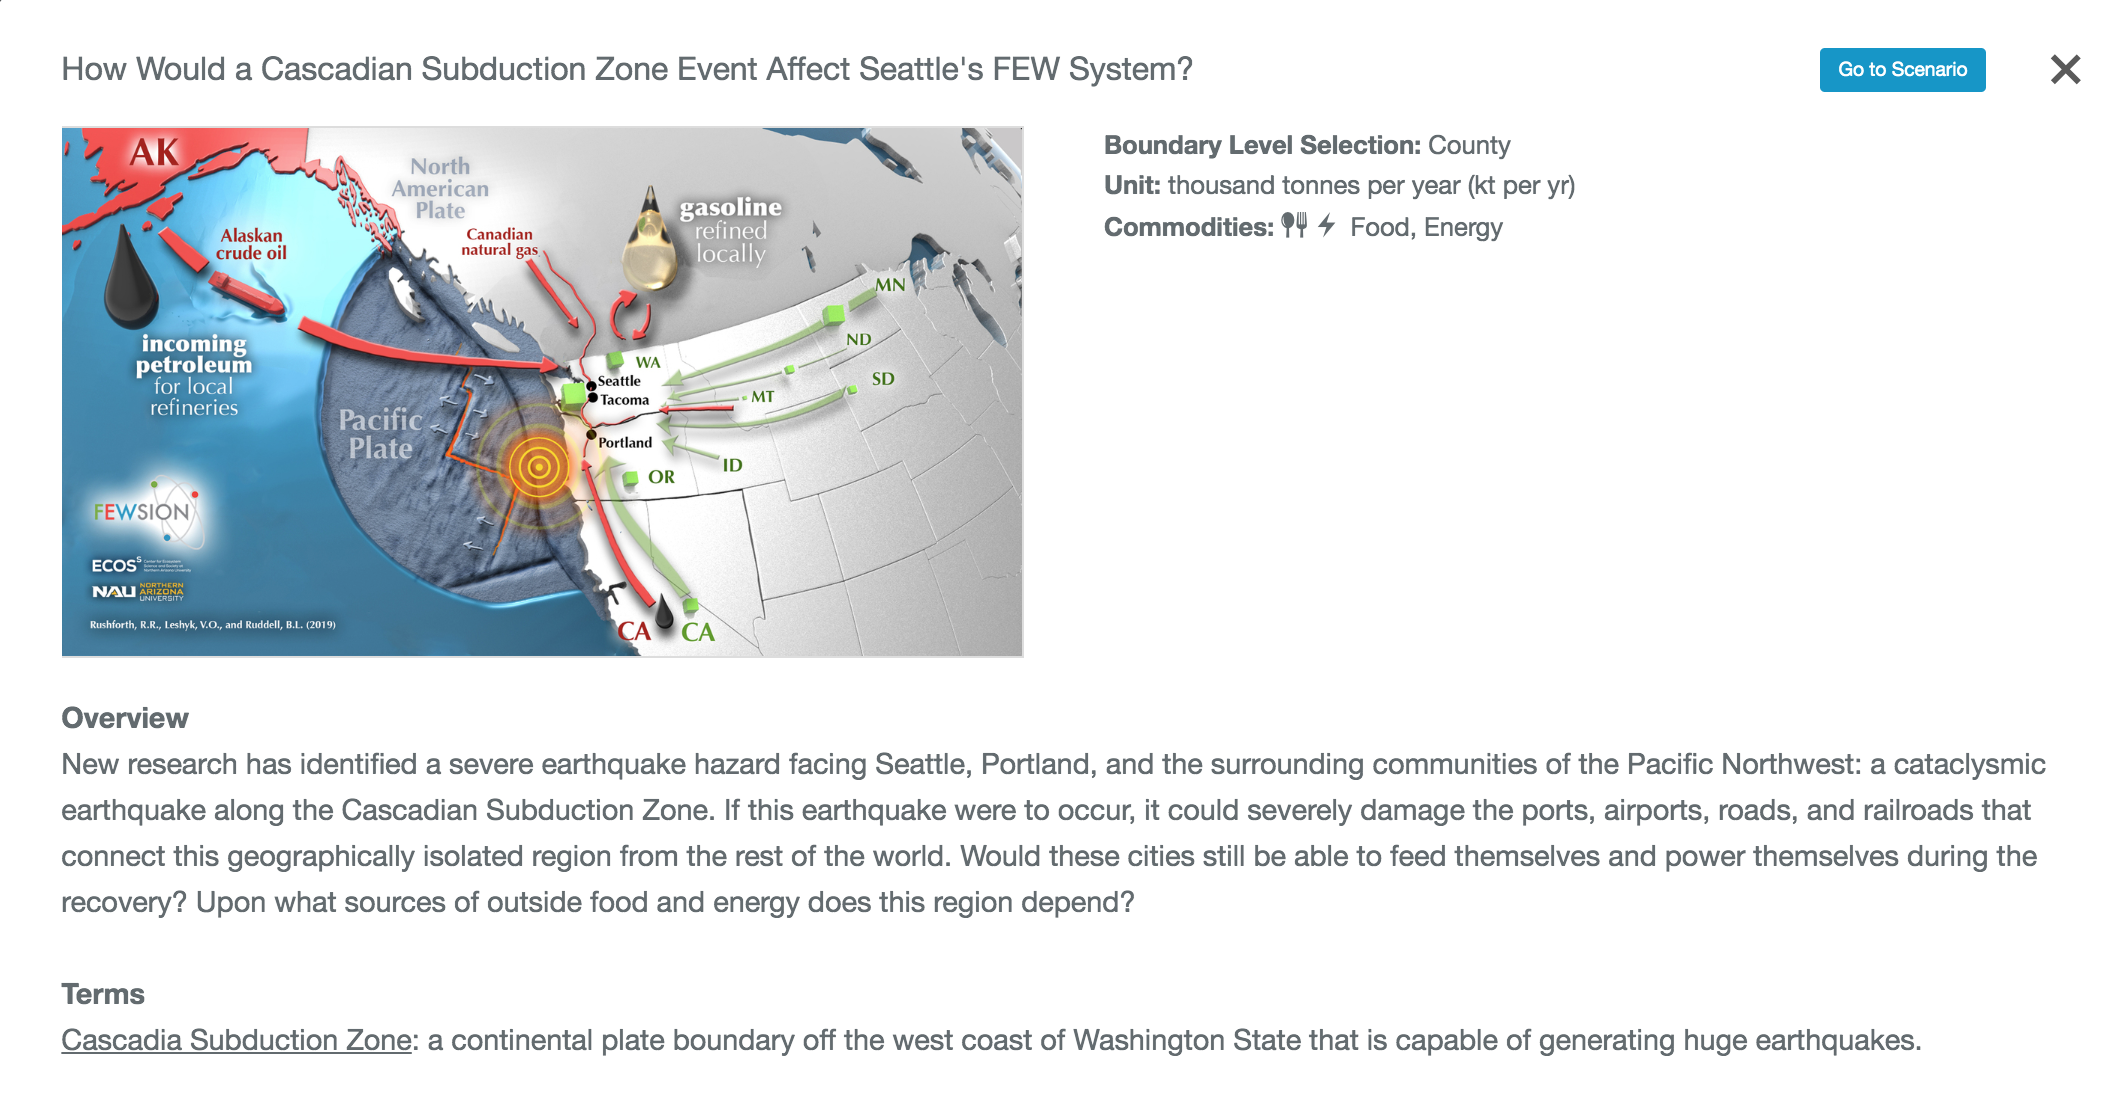 How Would a Cascadian Subduction Zone Event Affect Seattle's FEW System?
Go to Scenario
AK
North
American
Plate
Alaskan
crude oil
Canadian
natural gas
gasoline
refined
locally
incoming
petroleum
for local
refineries
MN
ND
SD
WA
Seattle
Tacoma
MT
Pacific
Plate
Portland
ID
OR
FEWSION
ECOSS
NAU NORTHERN
ARIZONA
UNIVERSITY
CA
CA
Rushforth, R.R., Leshyk, V.O., and Ruddell, B.L. (2019)
Boundary Level Selection: County
Unit: thousand tonnes per year (kt per yr)
Commodities: Food, Energy
Overview
New research has identified a severe earthquake hazard facing Seattle, Portland, and the surrounding communities of the Pacific Northwest: a cataclysmic
earthquake along the Cascadian Subduction Zone. If this earthquake were to occur, it could severely damage the ports, airports, roads, and railroads that
connect this geographically isolated region from the rest of the world. Would these cities still be able to feed themselves and power themselves during the
recovery? Upon what sources of outside food and energy does this region depend?
Terms
Cascadia Subduction Zone: a continental plate boundary off the west coast of Washington State that is capable of generating huge earthquakes.